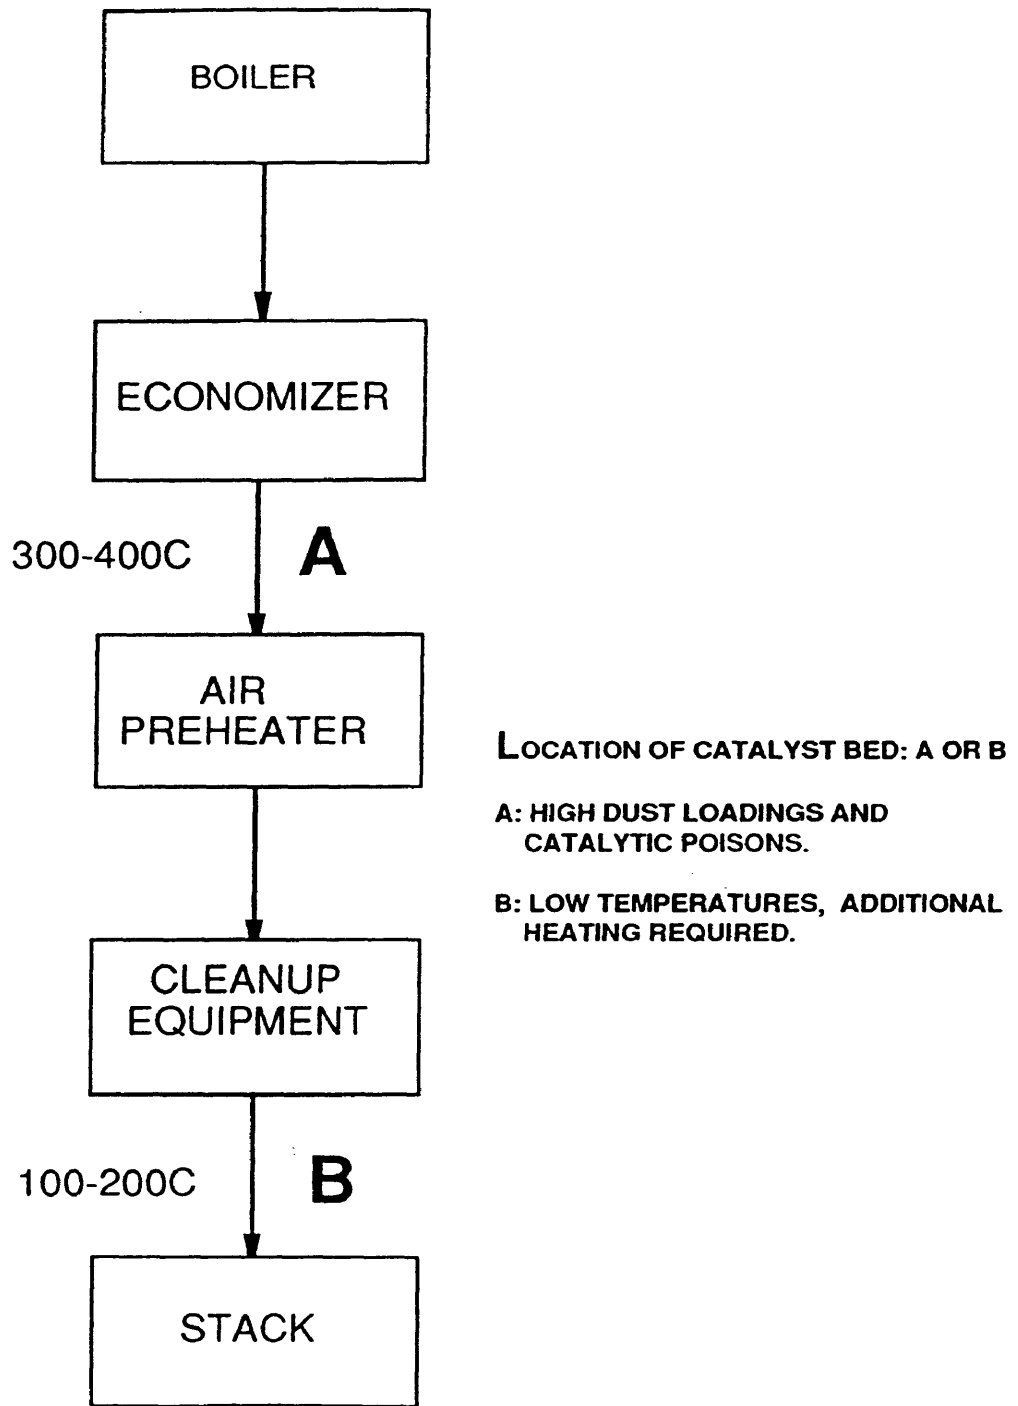 BOILER
ECONOMIZER
300-400C
A
AIR
PREHEATER
LOCATION OF CATALYST BED: A OR B
A: HIGH DUST LOADINGS AND
CATALYTIC POISONS.
B: LOW TEMPERATURES, ADDITIONAL
HEATING REQUIRED.
CLEANUP
EQUIPMENT
100-200C
B
STACK